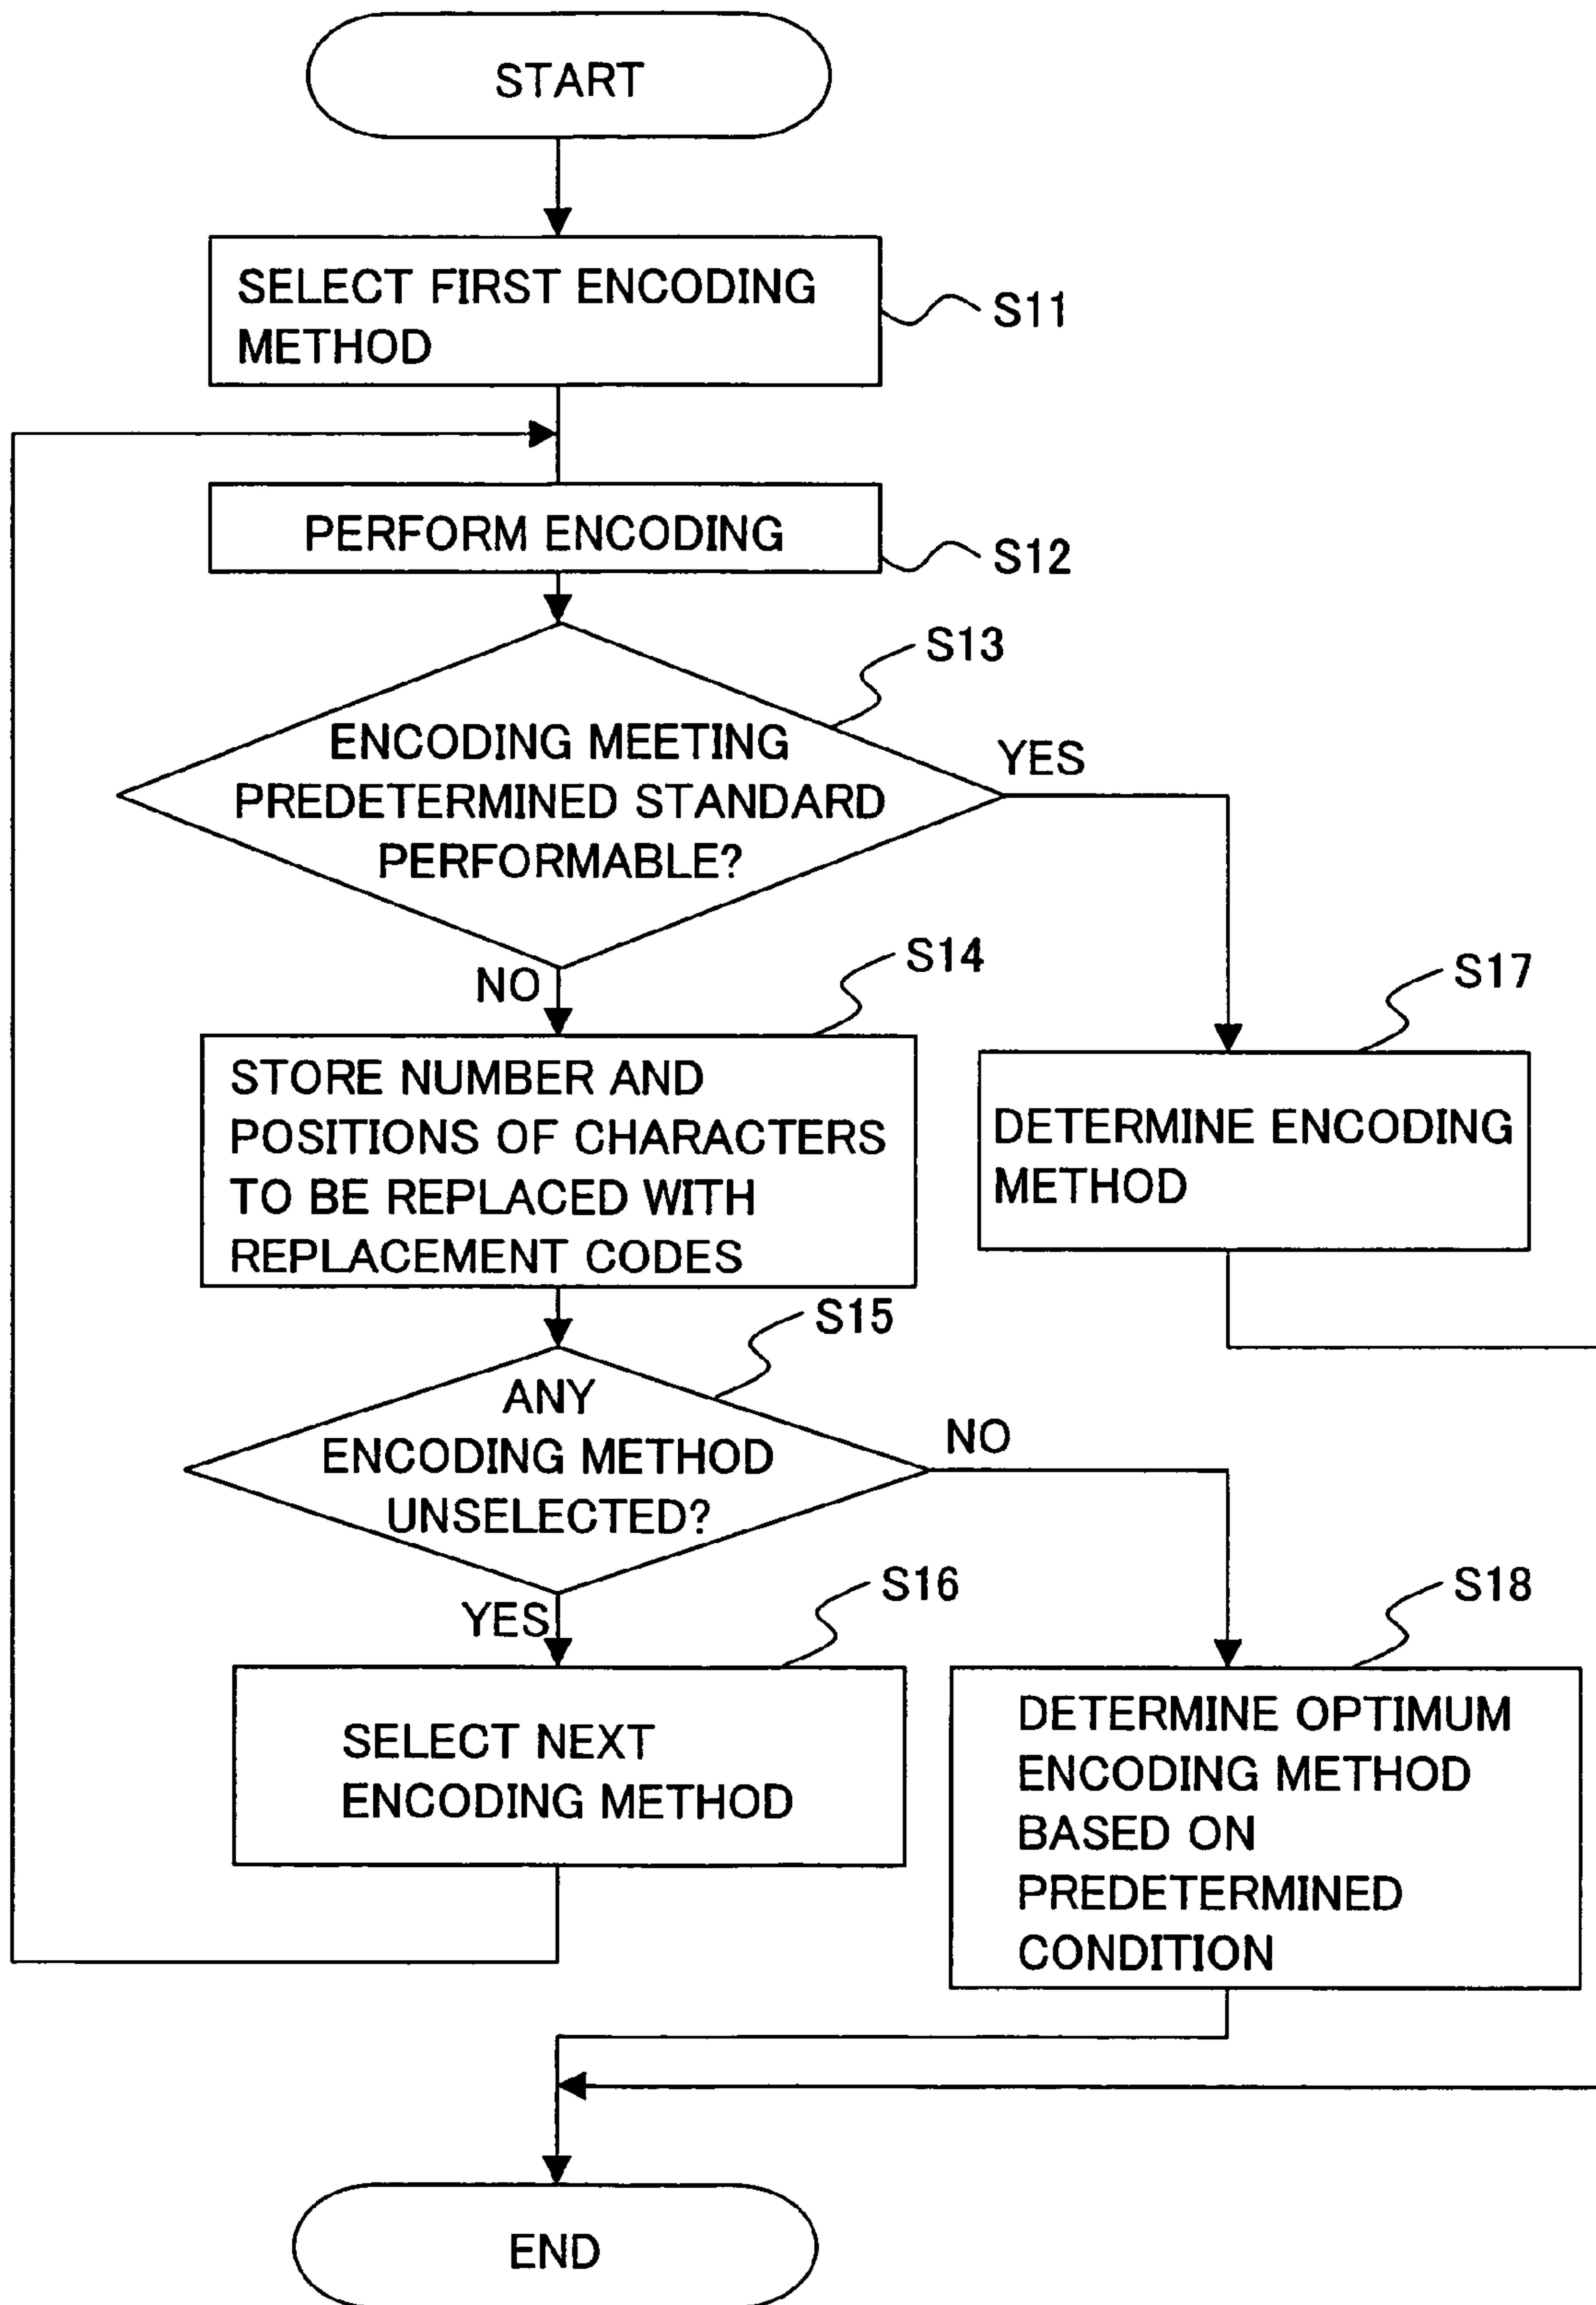 START
SELECT FIRST ENCODING
METHOD
S11
PERFORM ENCODING
S12
S13
ENCODING MEETING
PREDETERMINED STANDARD
PERFORMABLE?
YES
NO
S14
STORE NUMBER AND
POSITIONS OF CHARACTERS
TO BE REPLACED WITH
REPLACEMENT CODES
S17
DETERMINE ENCODING
METHOD
S15
ANY
ENCODING METHOD
UNSELECTED?
NO
YES
S16
SELECT NEXT
ENCODING METHOD
S18
DETERMINE OPTIMUM
ENCODING METHOD
BASED ON
PREDETERMINED
CONDITION
END